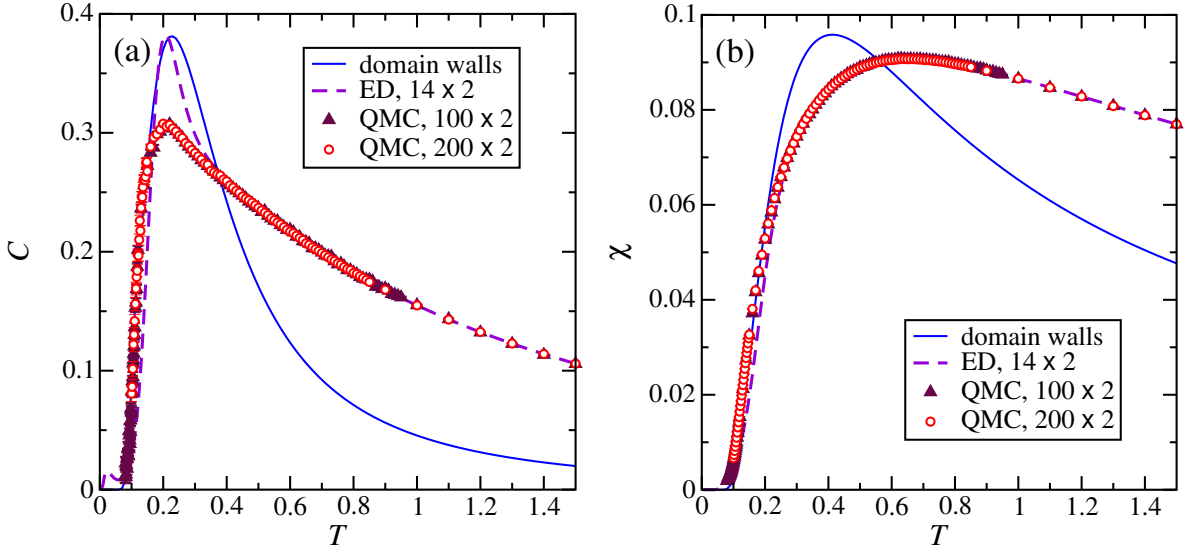 (a)
domain walls
ED, 14 x 2
QMC, 100 x 2
QMC, 200 x 2
0.4
0.3
0.2
0.1
0
C
0 0.2 0.4 0.6 0.8 1 1.2 1.4
T
(b)
domain walls
ED, 14 x 2
QMC, 100 x 2
QMC, 200 x 2
0.1
0.08
0.06
0.04
0.02
0
χ
0 0.2 0.4 0.6 0.8 1 1.2 1.4
T